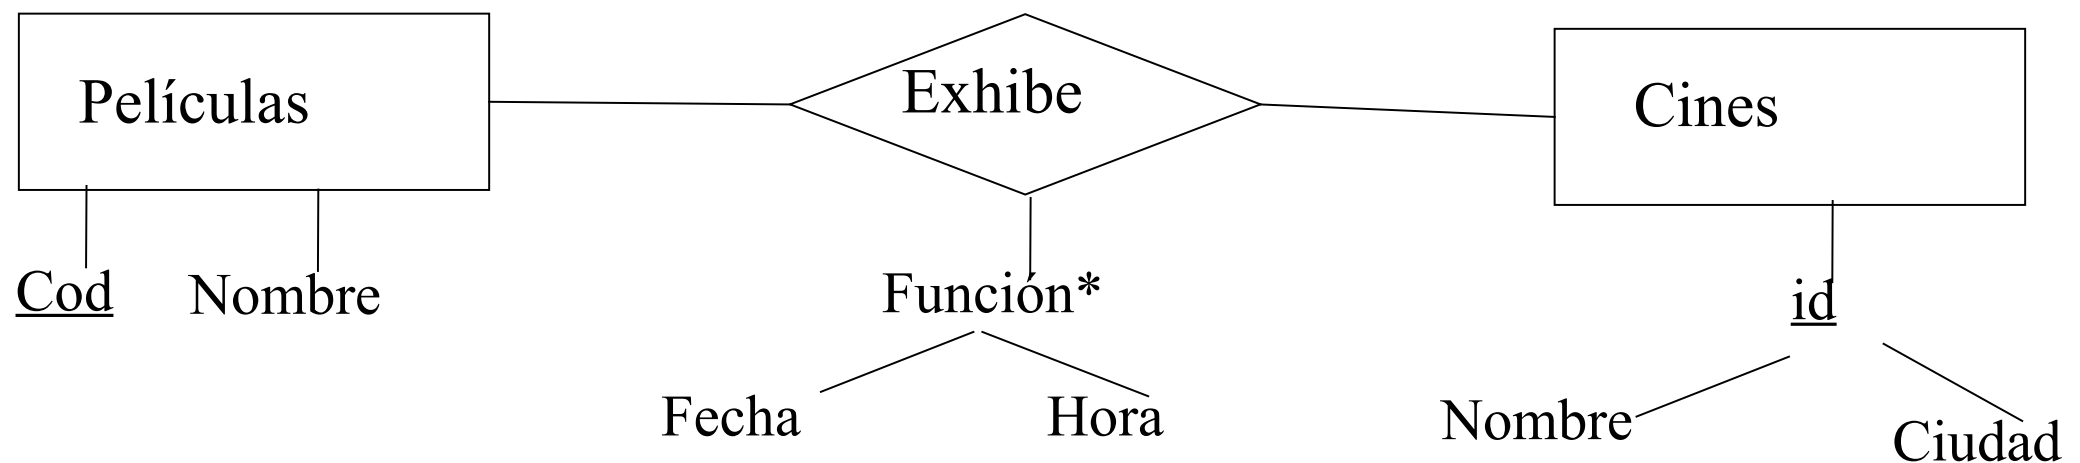 Películas
Exhibe
Cines
Cod
Nombre
Función*
id
Fecha
Hora
Nombre
Ciudad